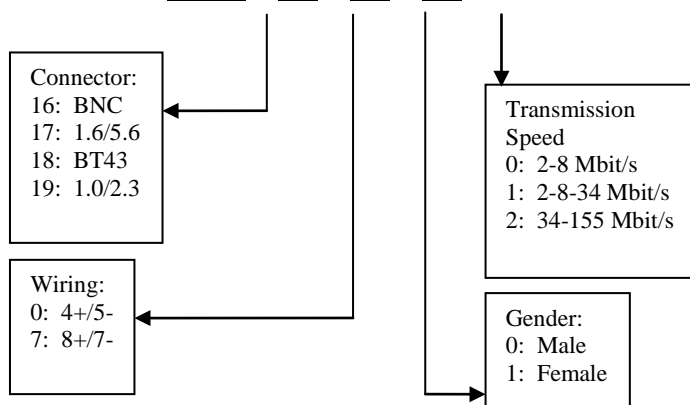 Connector:
16: BNC
17: 1.6/5.6
18: BT43
19: 1.0/2.3
Transmission
Speed
0: 2-8 Mbit/s
1: 2-8-34 Mbit/s
2: 34-155 Mbit/s
Wiring:
0: 4+/5-
7: 8+/7-
Gender:
0: Male
1: Female